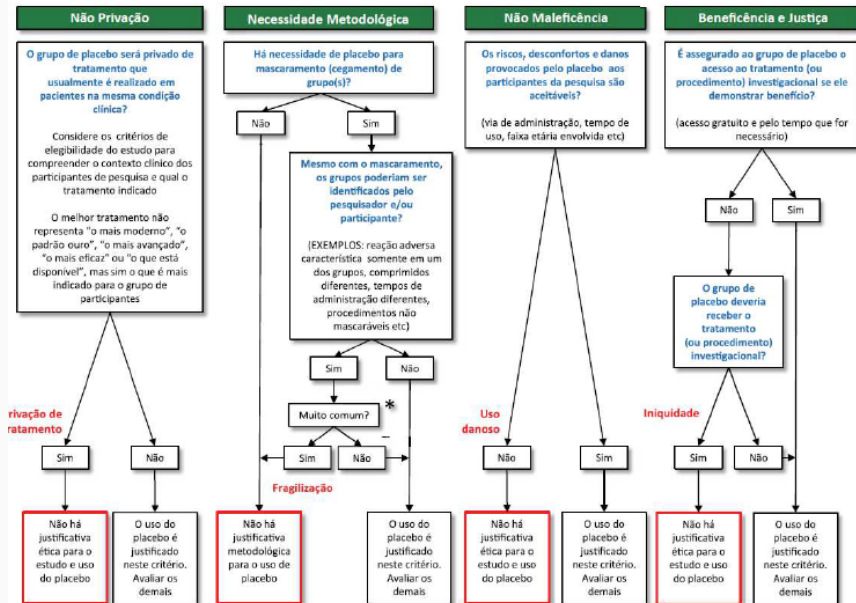 Não Privação
O grupo de placebo será privado de
tratamento que
usualmente é realizado em
pacientes na mesma condição
clínica?
Considere os critérios de
elegibilidade do estudo para
compreender o contexto clínico dos
participantes de pesquisa e qual o
tratamento indicado
O melhor tratamento não
representa “o mais moderno”, “o
padrão ouro”, “o mais avançado”,
“o mais eficaz” ou “o que está
disponível”, mas sim o que é mais
indicado para o grupo de
participantes
rivação de
ratamento
Sim
Não
Não há
justificativa
ética para o
estudo e uso
do placebo
O uso do
placebo é
justificado
neste critério.
Avaliar os
demais
Necessidade Metodológica
Há necessidade de placebo para
mascaramento (cegamento) de
grupo(s)?
Não
Sim
Mesmo com o mascaramento,
os grupos poderiam ser
identificados pelo
pesquisador e/ou
participante?
(EXEMPLOS: reação adversa
característica somente em um
dos grupos, comprimidos
diferentes, tempos de
administração diferentes,
procedimentos não
mascaráveis etc)
Sim
Não
Muito comum?
*
Sim
Não
Fragilização
Não há
justificativa
metodológica
para o uso de
placebo
O uso do
placebo é
justificado
neste critério.
Avaliar os
demais
Não Maleficência
Os riscos, desconfortos e danos
provocados pelo placebo aos
participantes da pesquisa são
aceitáveis?
(via de administração, tempo de
uso, faixa etária envolvida etc)
Uso
danoso
Não
Sim
Não há
justificativa
ética para o
estudo e uso
do placebo
O uso do
placebo é
justificado
neste critério.
Avaliar os
demais
Beneficência e Justiça
É assegurado ao grupo de placebo o
acesso ao tratamento (ou
procedimento) investigacional se ele
demonstrar benefício?
(acesso gratuito e pelo tempo que for
necessário)
Não
Sim
O grupo de
placebo deveria
receber o
tratamento
(ou procedimento)
investigacional?
Iniquidade
Sim
Não
Não há
justificativa
ética para o
estudo e uso
do placebo
O uso do
placebo é
justificado
neste critério.
Avaliar os
demais